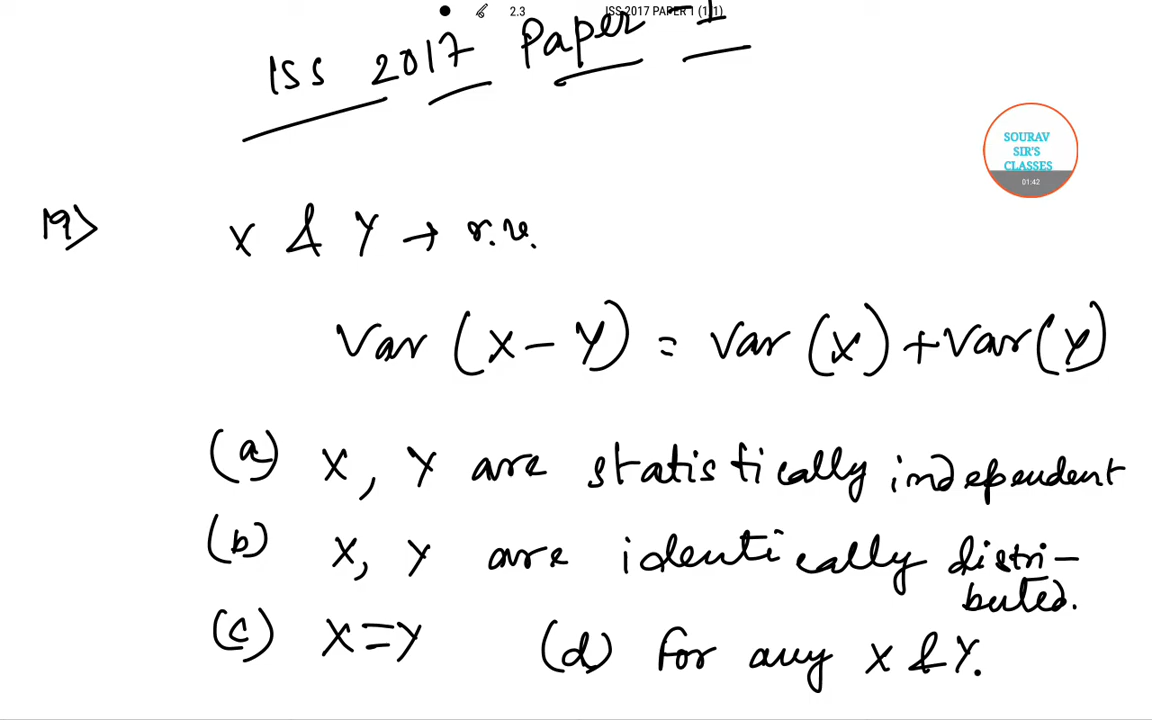 2.3 ISS 2017 PAPER 1 (1)(1)
ISS 2017 Paper - I
SOURAV
SIR'S
CLASSES
01:42
19>
X & Y → r.v.
Var (X - Y) = Var (X) + Var (Y)
(a) X, Y are statistically independent
(b) X, Y are identically distri-
buted.
(c) X = Y (d) For any X & Y.